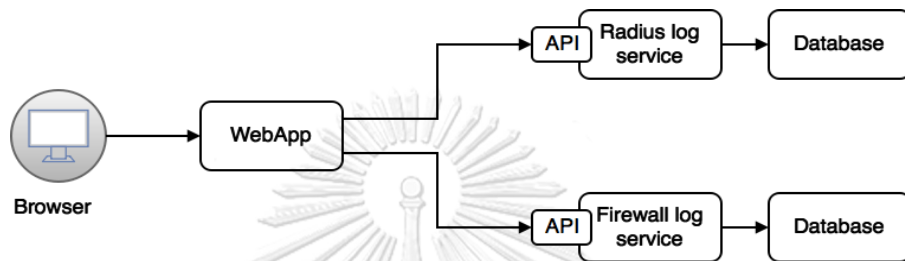 API
Radius log
service
Database
WebApp
Browser
API
Firewall log
service
Database